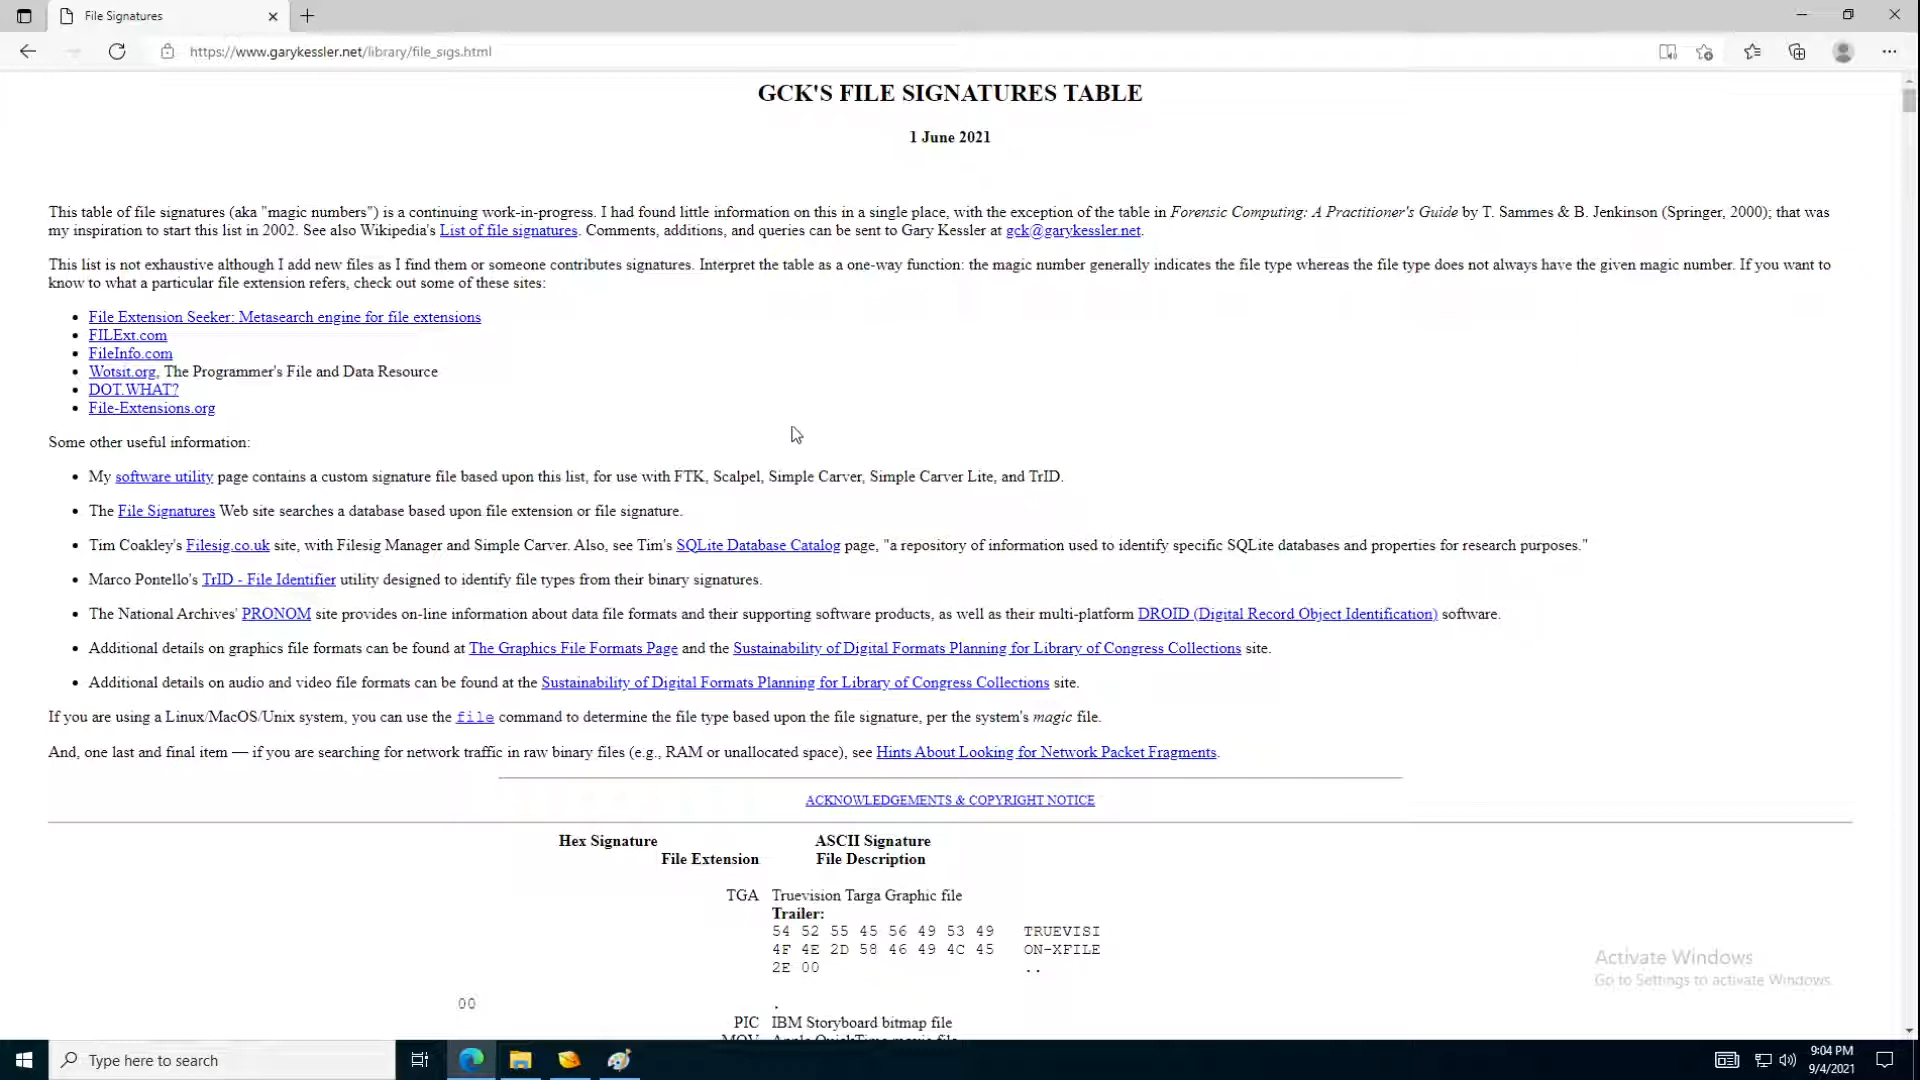 File Signatures
https://www.garykessler.net/library/file_sigs.html
GCK'S FILE SIGNATURES TABLE
1 June 2021
This table of file signatures (aka "magic numbers") is a continuing work-in-progress. I had found little information on this in a single place, with the exception of the table in Forensic Computing: A Practitioner's Guide by T. Sammes & B. Jenkinson (Springer, 2000); that was
my inspiration to start this list in 2002. See also Wikipedia's List of file signatures. Comments, additions, and queries can be sent to Gary Kessler at gck@garykessler.net.
This list is not exhaustive although I add new files as I find them or someone contributes signatures. Interpret the table as a one-way function: the magic number generally indicates the file type whereas the file type does not always have the given magic number. If you want to
know to what a particular file extension refers, check out some of these sites:
• File Extension Seeker: Metasearch engine for file extensions
• FILExt.com
• FileInfo.com
• Wotsit.org, The Programmer's File and Data Resource
• DOT.WHAT?
• File-Extensions.org
Some other useful information:
• My software utility page contains a custom signature file based upon this list, for use with FTK, Scalpel, Simple Carver, Simple Carver Lite, and TrID.
• The File Signatures Web site searches a database based upon file extension or file signature.
• Tim Coakley's Filesig.co.uk site, with Filesig Manager and Simple Carver. Also, see Tim's SQLite Database Catalog page, "a repository of information used to identify specific SQLite databases and properties for research purposes."
• Marco Pontello's TrID - File Identifier utility designed to identify file types from their binary signatures.
• The National Archives' PRONOM site provides on-line information about data file formats and their supporting software products, as well as their multi-platform DROID (Digital Record Object Identification) software.
• Additional details on graphics file formats can be found at The Graphics File Formats Page and the Sustainability of Digital Formats Planning for Library of Congress Collections site.
• Additional details on audio and video file formats can be found at the Sustainability of Digital Formats Planning for Library of Congress Collections site.
If you are using a Linux/MacOS/Unix system, you can use the file command to determine the file type based upon the file signature, per the system's magic file.
And, one last and final item — if you are searching for network traffic in raw binary files (e.g., RAM or unallocated space), see Hints About Looking for Network Packet Fragments.
ACKNOWLEDGEMENTS & COPYRIGHT NOTICE
Hex Signature ASCII Signature
File Extension File Description
TGA Truevision Targa Graphic file
Trailer:
54 52 55 45 56 49 53 49 TRUEVISI
4F 4E 2D 58 46 49 4C 45 ON-XFILE
2E 00 ..
00 .
PIC IBM Storyboard bitmap file
MOV Apple QuickTime movie file
Activate Windows
Go to Settings to activate Windows.
Type here to search
9:04 PM
9/4/2021